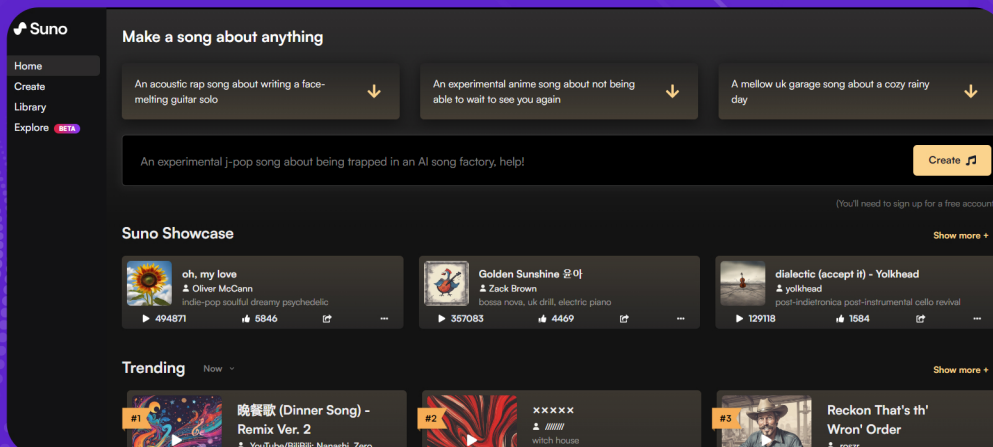 Suno
Home
Create
Library
Explore BETA
Make a song about anything
An acoustic rap song about writing a face-
melting guitar solo
An experimental anime song about not being
able to wait to see you again
A mellow uk garage song about a cozy rainy
day
An experimental j-pop song about being trapped in an AI song factory, help!
Create
(You'll need to sign up for a free account
Suno Showcase
Show more +
oh, my love
Oliver McCann
indie-pop soulful dreamy psychedelic
494871 5846
Golden Sunshine 윤아
Zack Brown
bossa nova, uk drill, electric piano
357083 4469
dialectic (accept it) - Yolkhead
yolkhead
post-indietronica post-instrumental cello revival
129118 1584
Trending Now
Show more +
#1
晚餐歌 (Dinner Song) -
Remix Ver. 2
YouTube/BiliBili: Nanashi, Zero
#2
×××××
///////
witch house
#3
Reckon That's th'
Wron' Order